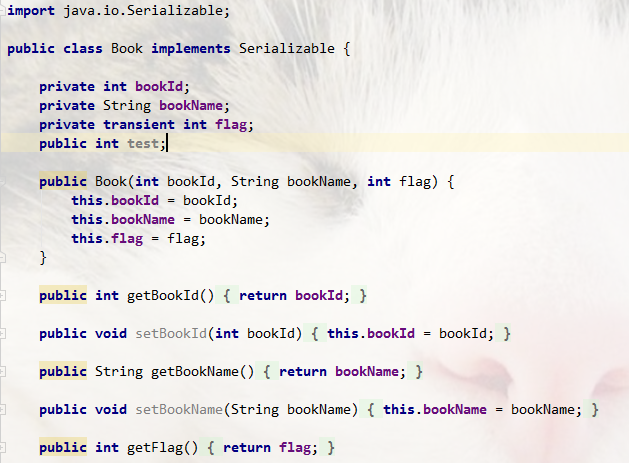 import java.io.Serializable;
public class Book implements Serializable {
private int bookId;
private String bookName;
private transient int flag;
public int test;
public Book(int bookId, String bookName, int flag) {
this.bookId = bookId;
this.bookName = bookName;
this.flag = flag;
}
public int getBookId() { return bookId; }
public void setBookId(int bookId) { this.bookId = bookId; }
public String getBookName() { return bookName; }
public void setBookName(String bookName) { this.bookName = bookName; }
public int getFlag() { return flag; }